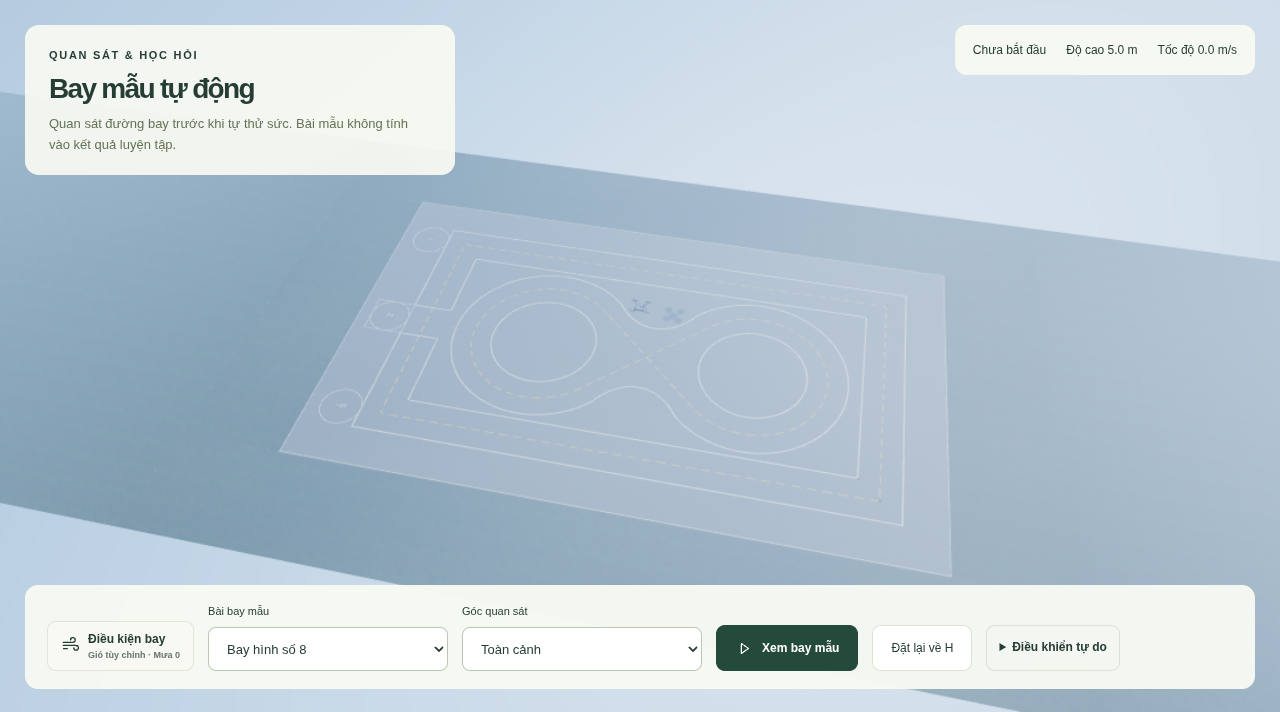 QUAN SÁT & HỌC HỎI
Bay mẫu tự động
Quan sát đường bay trước khi tự thử sức. Bài mẫu không tính
vào kết quả luyện tập.
Chưa bắt đầu Độ cao 5.0 m Tốc độ 0.0 m/s
Bài bay mẫu
Góc quan sát
Điều kiện bay
Gió tùy chỉnh · Mưa 0
Bay hình số 8
Toàn cảnh
Xem bay mẫu
Đặt lại về H
Điều khiển tự do